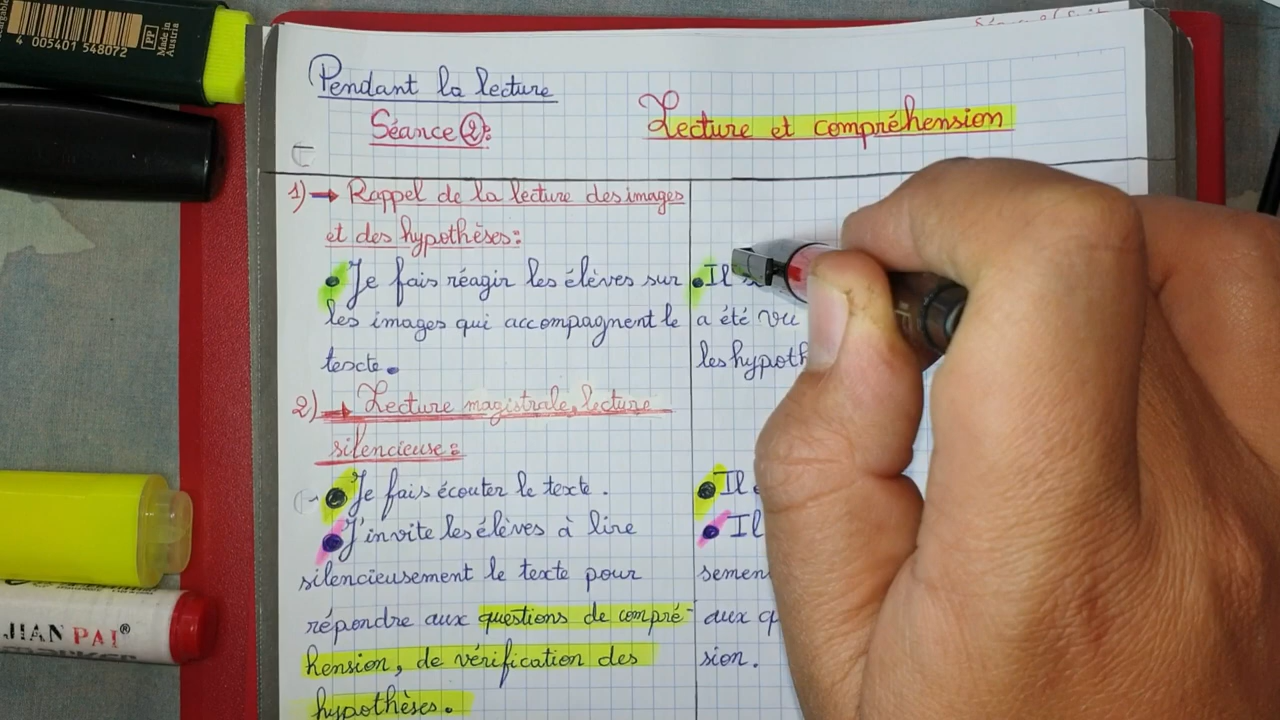 4 005401 548072
PP
Made in
Austria
Pendant la lecture
Séance 2:
Lecture et compréhension
1) → Rappel de la lecture des images
et des hypothèses:
• Je fais réagir les élèves sur
les images qui accompagnent le
texte.
2) → Lecture magistrale, lecture
silencieuse:
• Je fais écouter le texte.
• J'invite les élèves à lire
silencieusement le texte pour
répondre aux questions de compré-
hension, de vérification des
hypothèses.
• Il
a été vu
les hypoth
• Il
• Il
semen
aux q
sion.
JIAN PAI®